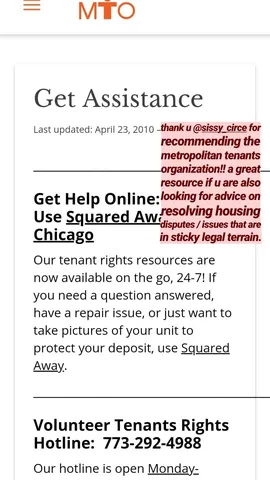 MTO
Get Assistance
Last updated: April 23, 2010 –
thank u @sissy_circe for
recommending the
metropolitan tenants
organization!! a great
resource if u are also
looking for advice on
resolving housing
disputes / issues that are
in sticky legal terrain.
Get Help Online:
Use Squared Away
Chicago
Our tenant rights resources are
now available on the go, 24-7! If
you need a question answered,
have a repair issue, or just want to
take pictures of your unit to
protect your deposit, use Squared
Away.
Volunteer Tenants Rights
Hotline: 773-292-4988
Our hotline is open Monday-